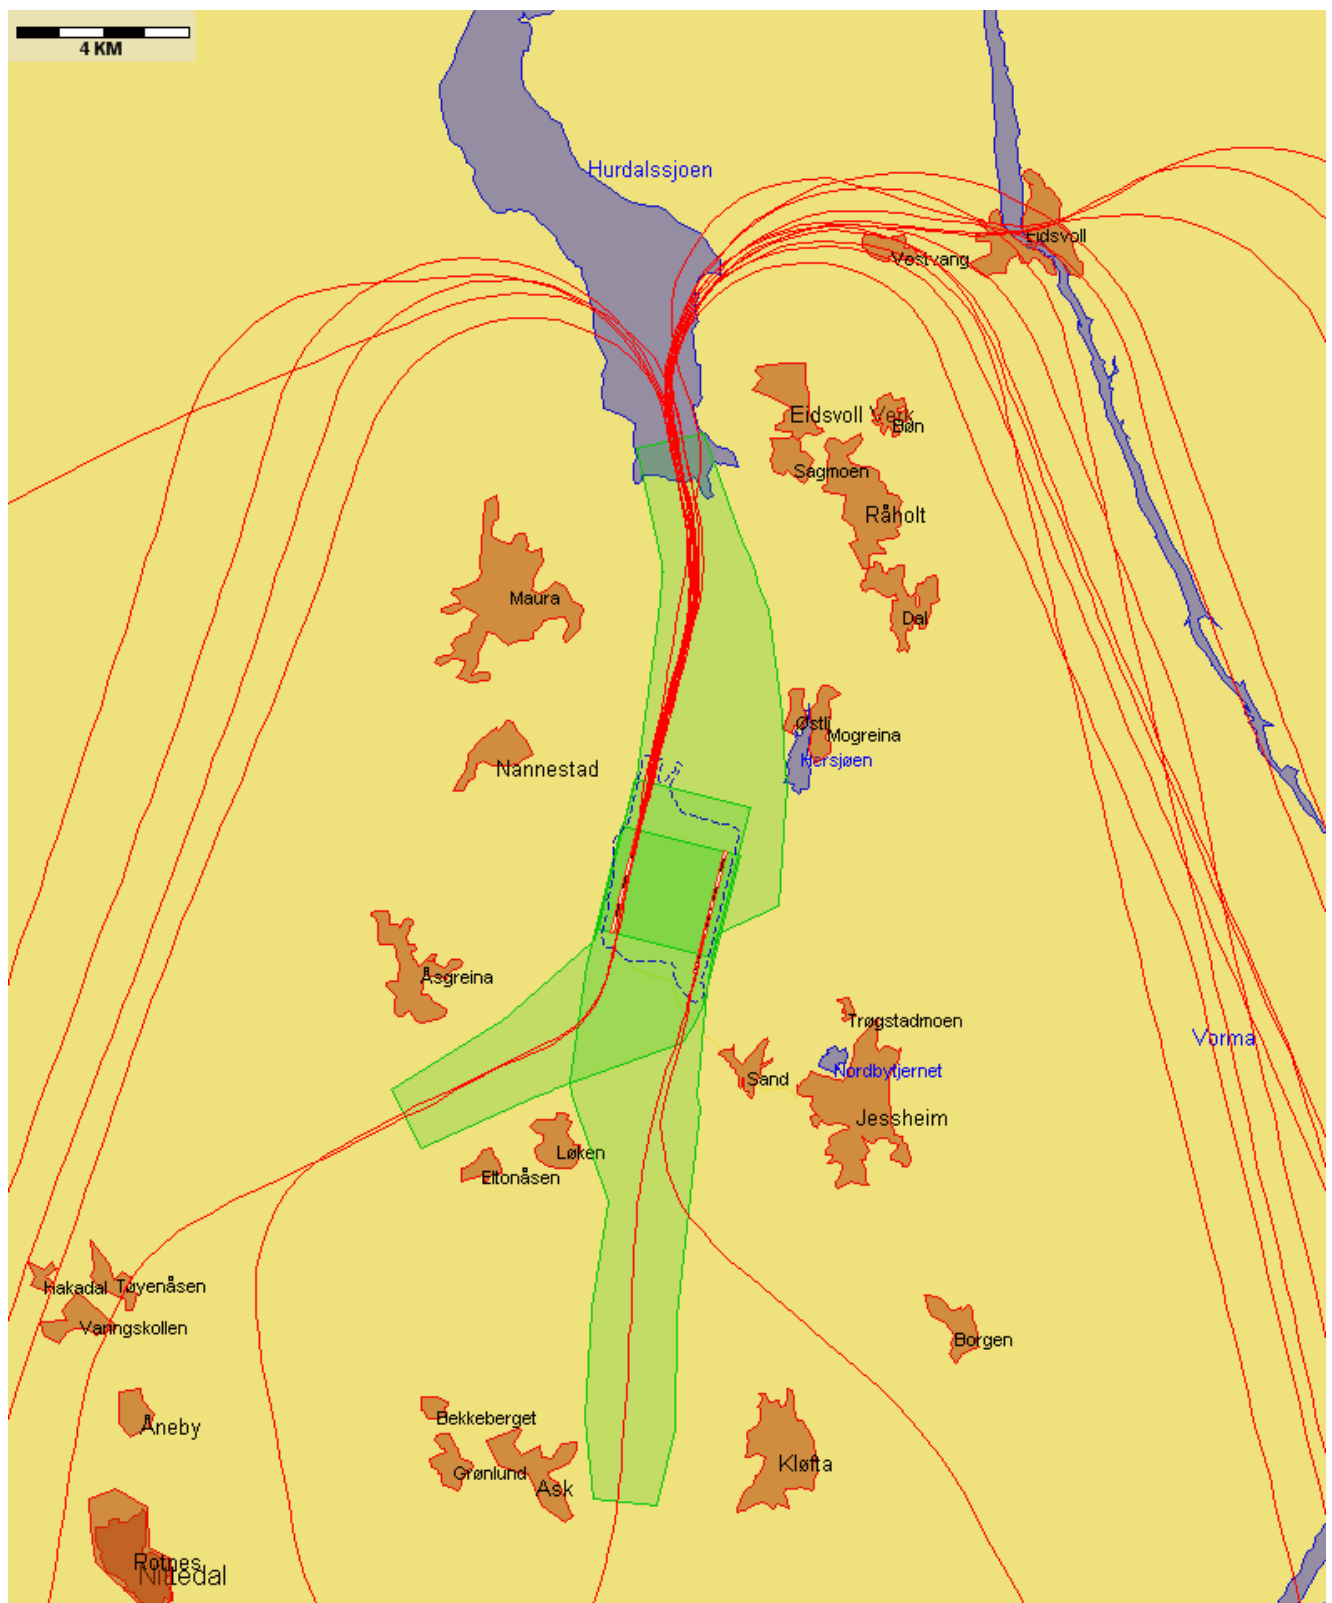 4 KM
Hurdalssjoen
Eidsvoll
Vestvang
Eidsvoll Verk
Bøn
Sagmoen
Råholt
Maura
Dal
Østli
Mogreina
Hersjøen
Nannestad
Åsgreina
Trøgstadmoen
Vorma
Nordbytjernet
Sand
Jessheim
Løken
Eltonåsen
Hakadal
Tøyenåsen
Varingskollen
Borgen
Bekkeberget
Åneby
Grønlund
Kløfta
Ask
Rotnes
Nittedal